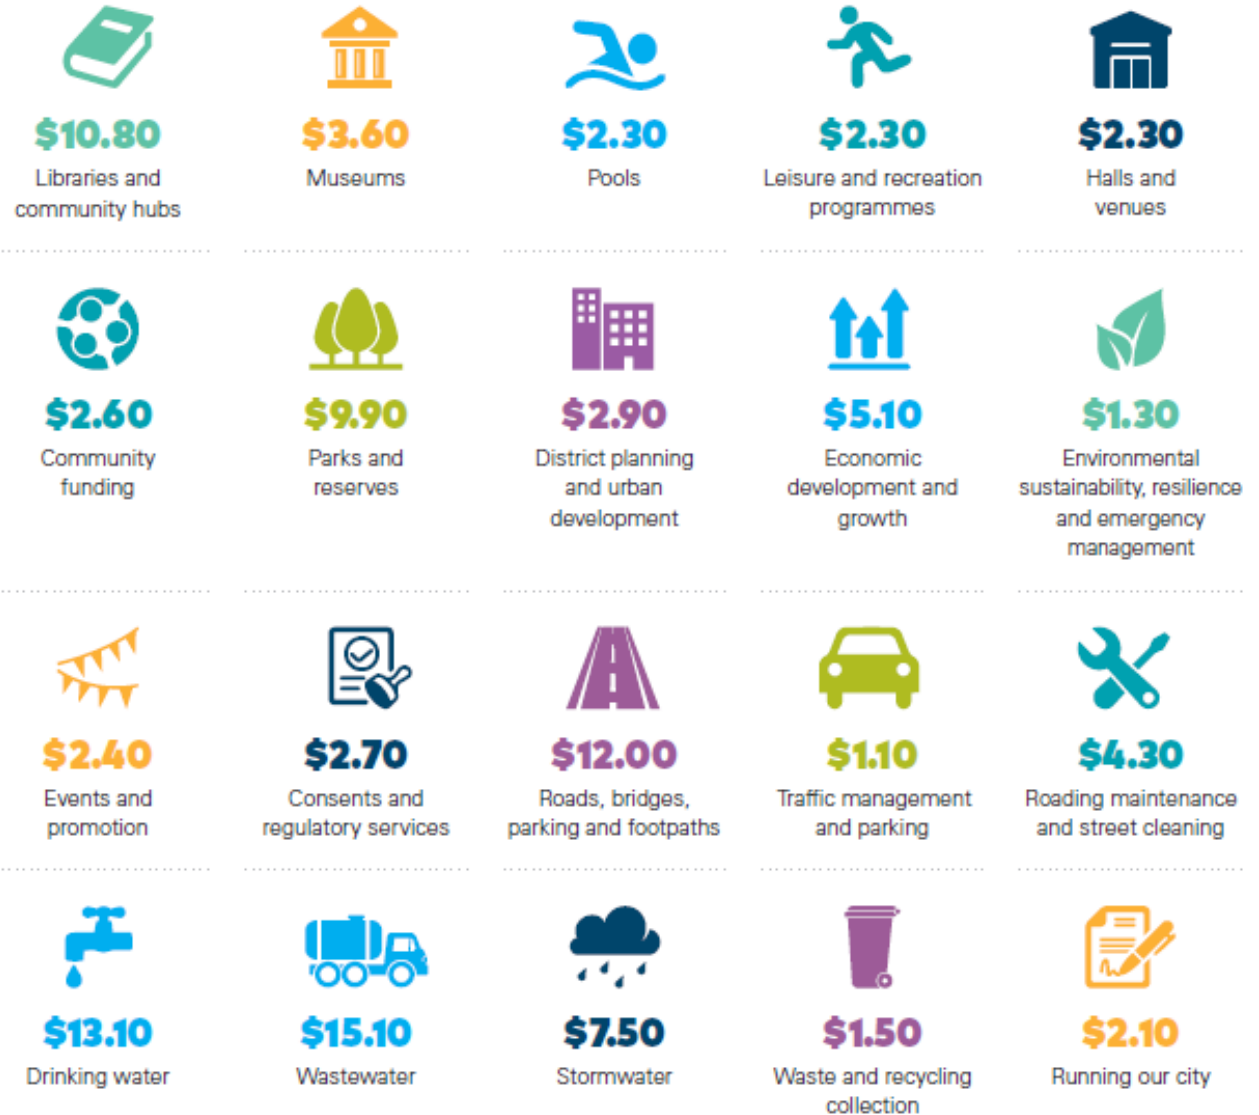 $10.80
Libraries and
community hubs
$3.60
Museums
$2.30
Pools
$2.30
Leisure and recreation
programmes
$2.30
Halls and
venues
$2.60
Community
funding
$9.90
Parks and
reserves
$2.90
District planning
and urban
development
$5.10
Economic
development and
growth
$1.30
Environmental
sustainability, resilience
and emergency
management
$2.40
Events and
promotion
$2.70
Consents and
regulatory services
$12.00
Roads, bridges,
parking and footpaths
$1.10
Traffic management
and parking
$4.30
Roading maintenance
and street cleaning
$13.10
Drinking water
$15.10
Wastewater
$7.50
Stormwater
$1.50
Waste and recycling
collection
$2.10
Running our city